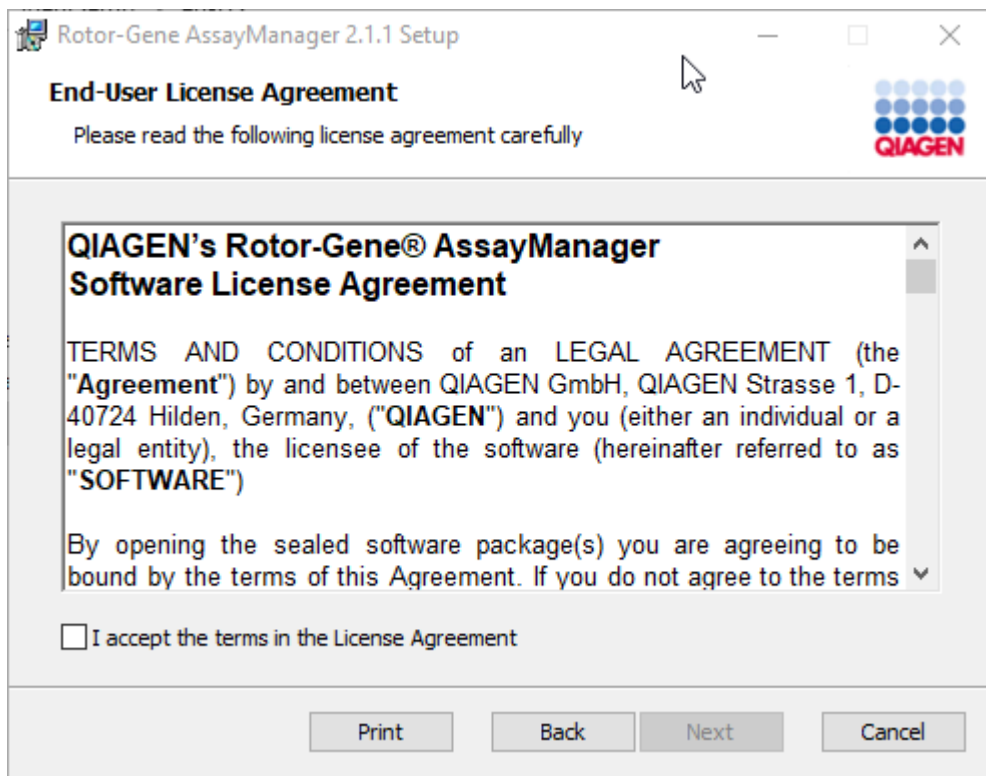 Rotor-Gene AssayManager 2.1.1 Setup
End-User License Agreement
Please read the following license agreement carefully
QIAGEN
QIAGEN’s Rotor-Gene® AssayManager
Software License Agreement
TERMS AND CONDITIONS of an LEGAL AGREEMENT (the
"Agreement") by and between QIAGEN GmbH, QIAGEN Strasse 1, D-
40724 Hilden, Germany, ("QIAGEN") and you (either an individual or a
legal entity), the licensee of the software (hereinafter referred to as
"SOFTWARE")
By opening the sealed software package(s) you are agreeing to be
bound by the terms of this Agreement. If you do not agree to the terms
I accept the terms in the License Agreement
Print Back Next Cancel